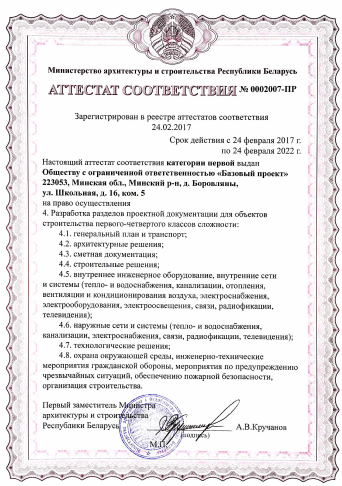 Министерство архитектуры и строительства Республики Беларусь
АТТЕСТАТ СООТВЕТСТВИЯ № 0002007-ПР
Зарегистрирован в реестре аттестатов соответствия
24.02.2017
Срок действия с 24 февраля 2017 г.
по 24 февраля 2022 г.
Настоящий аттестат соответствия категории первой выдан
Обществу с ограниченной ответственностью «Базовый проект»
223053, Минская обл., Минский р-н, д. Боровляны,
ул. Школьная, д. 16, ком. 5
на право осуществления
4. Разработка разделов проектной документации для объектов
строительства первого-четвертого классов сложности:
4.1. генеральный план и транспорт;
4.2. архитектурные решения;
4.3. сметная документация;
4.4. строительные решения;
4.5. внутреннее инженерное оборудование, внутренние сети
и системы (тепло- и водоснабжения, канализации, отопления,
вентиляции и кондиционирования воздуха, электроснабжения,
электрооборудования, электроосвещения, связи, радиофикации,
телевидения);
4.6. наружные сети и системы (тепло- и водоснабжения,
канализации, электроснабжения, связи, радиофикации, телевидения);
4.7. технологические решения;
4.8. охрана окружающей среды, инженерно-технические
мероприятия гражданской обороны, мероприятия по предупреждению
чрезвычайных ситуаций, обеспечению пожарной безопасности,
организация строительства.
Первый заместитель Министра
архитектуры и строительства
Республики Беларусь А.В.Кручанов
(подпись)
М.П.